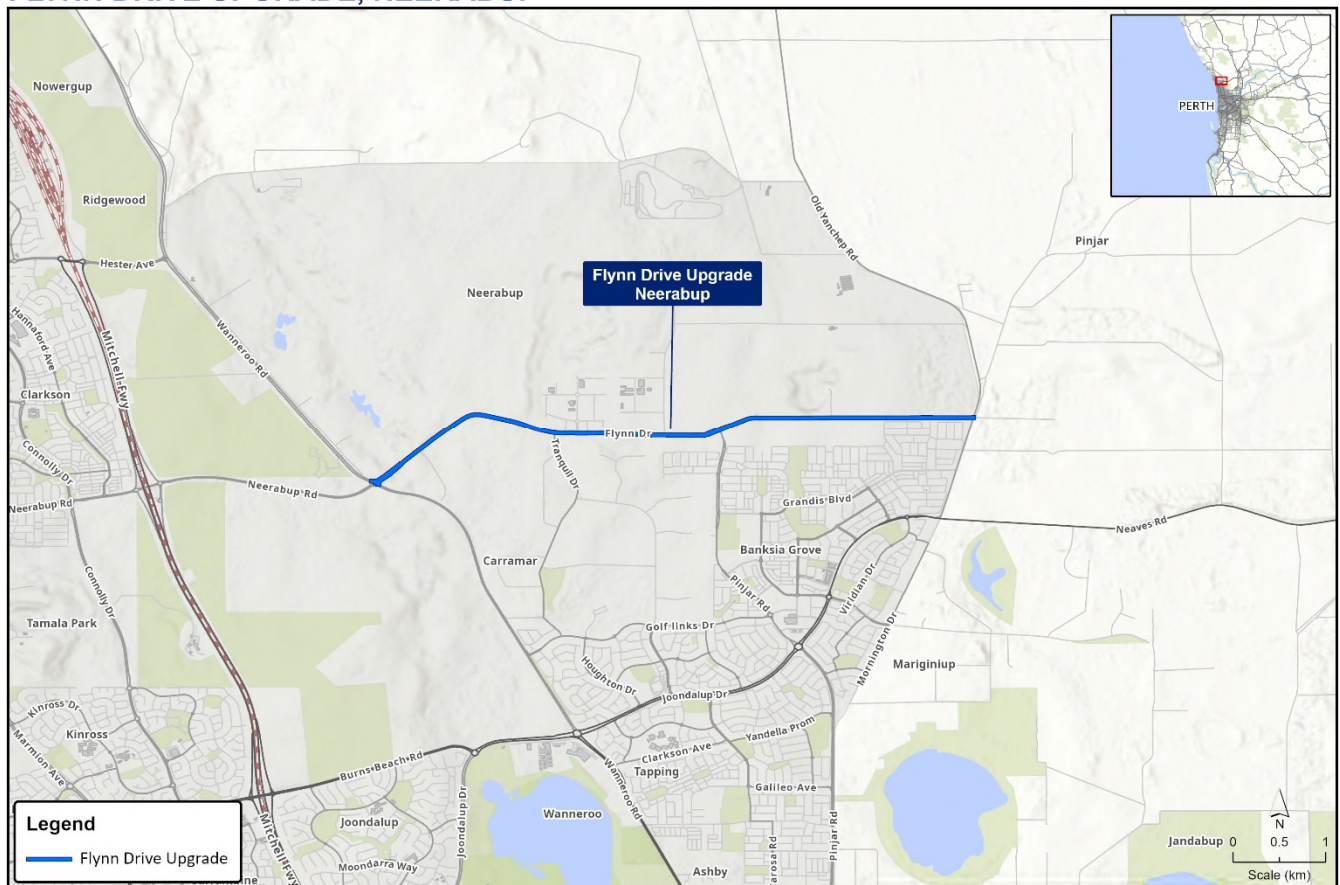 Nowergup
Ridgewood
Hester Ave
Hannaford Ave
Mitchell Fwy
Wanneroo Rd
Clarkson
Connolly Dr
Neerabup Rd
Neerabup Rd
Connolly Dr
Tamala Park
Kinross Dr
Kinross
Marmion Ave
Burns Beach Rd
Neerabup
Flynn Drive Upgrade
Neerabup
Flynn Dr
Tranquil Dr
Carramar
Old Yanchep Rd
Pinjar
PERTH
Grandis Blvd
Banksia Grove
Neaves Rd
Pinjar Rd
Viridian Dr
Golf links Dr
Mornington Dr
Houghton Dr
Mariginiup
Joondalup Dr
Yandella Prom
Clarkson Ave
Tapping
Galileo Ave
Wanneroo Rd
Wanneroo
Joondalup Dr
Joondalup
Moondarra Way
Mitchell Fwy
Ashby
Pinjar Rd
Jandabup
N
0 0.5 1
Scale (km)
Legend
Flynn Drive Upgrade